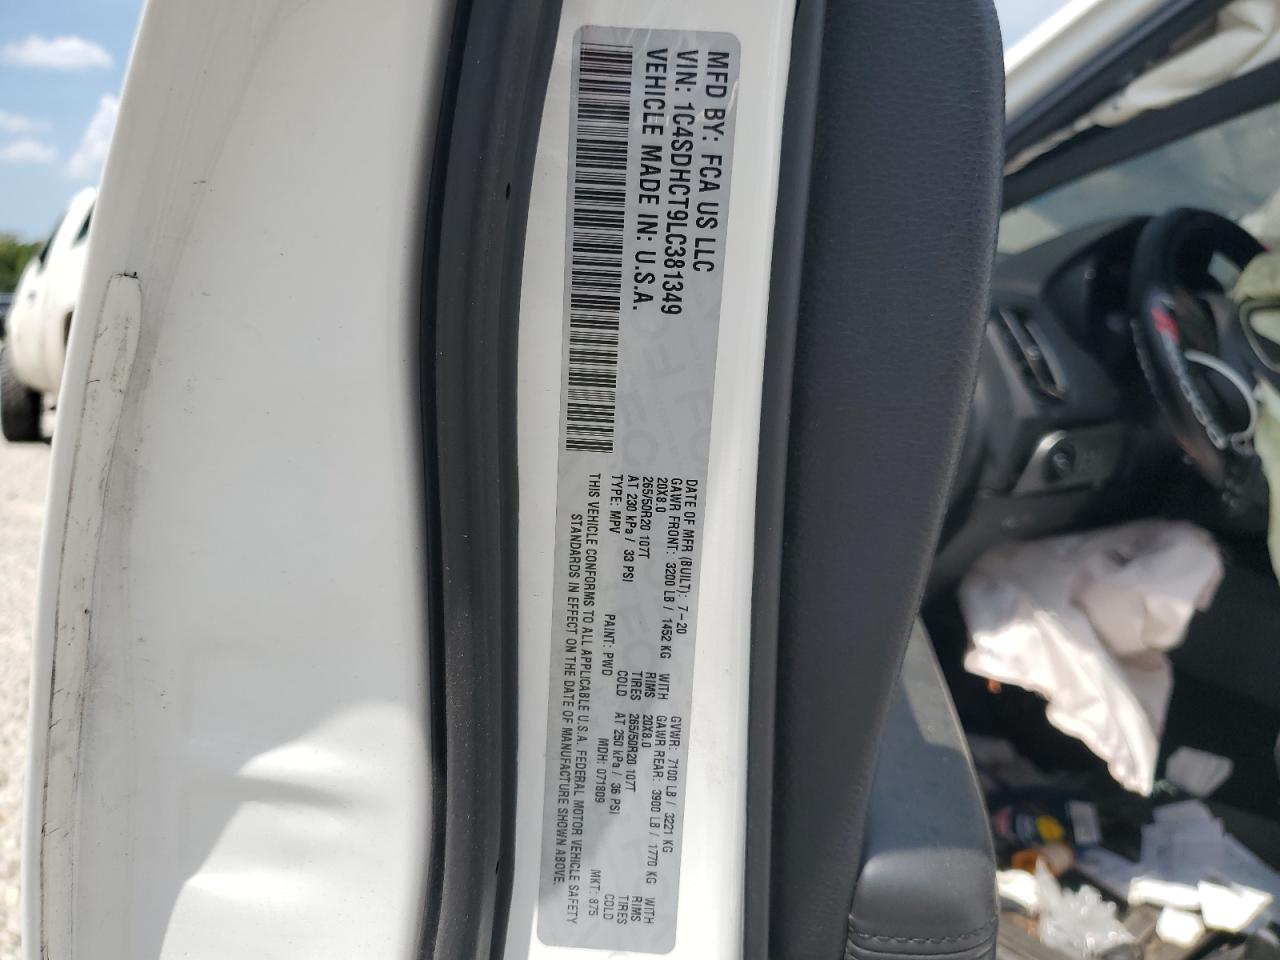 MFD BY: FCA US LLC
VIN: 1C4SDHCT9LC381349
VEHICLE MADE IN: U.S.A.
DATE OF MFR (BUILT): 7-20 GVWR: 7100 LB / 3221 KG
GAWR FRONT: 3200 LB / 1452 KG WITH GAWR REAR: 3900 LB / 1770 KG WITH
20X8.0 RIMS 20X8.0 RIMS
265/50R20 107T TIRES 265/50R20 107T TIRES
AT 230 kPa / 33 PSI COLD AT 250 kPa / 36 PSI COLD
TYPE: MPV PAINT: PWD MDH: 071809 MKT: 875
THIS VEHICLE CONFORMS TO ALL APPLICABLE U.S.A. FEDERAL MOTOR VEHICLE SAFETY
STANDARDS IN EFFECT ON THE DATE OF MANUFACTURE SHOWN ABOVE.